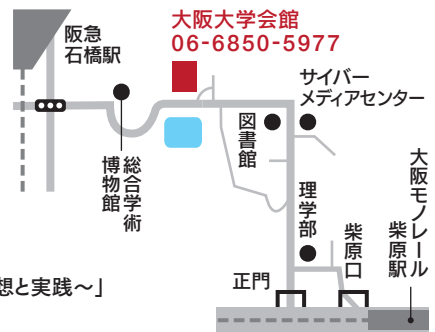 阪急
石橋駅
大阪大学会館
06-6850-5977
サイバー
メディアセンター
図書館
総合学術
博物館
理学部
柴原口
大阪モノレール
柴原駅
正門
想と実践～」